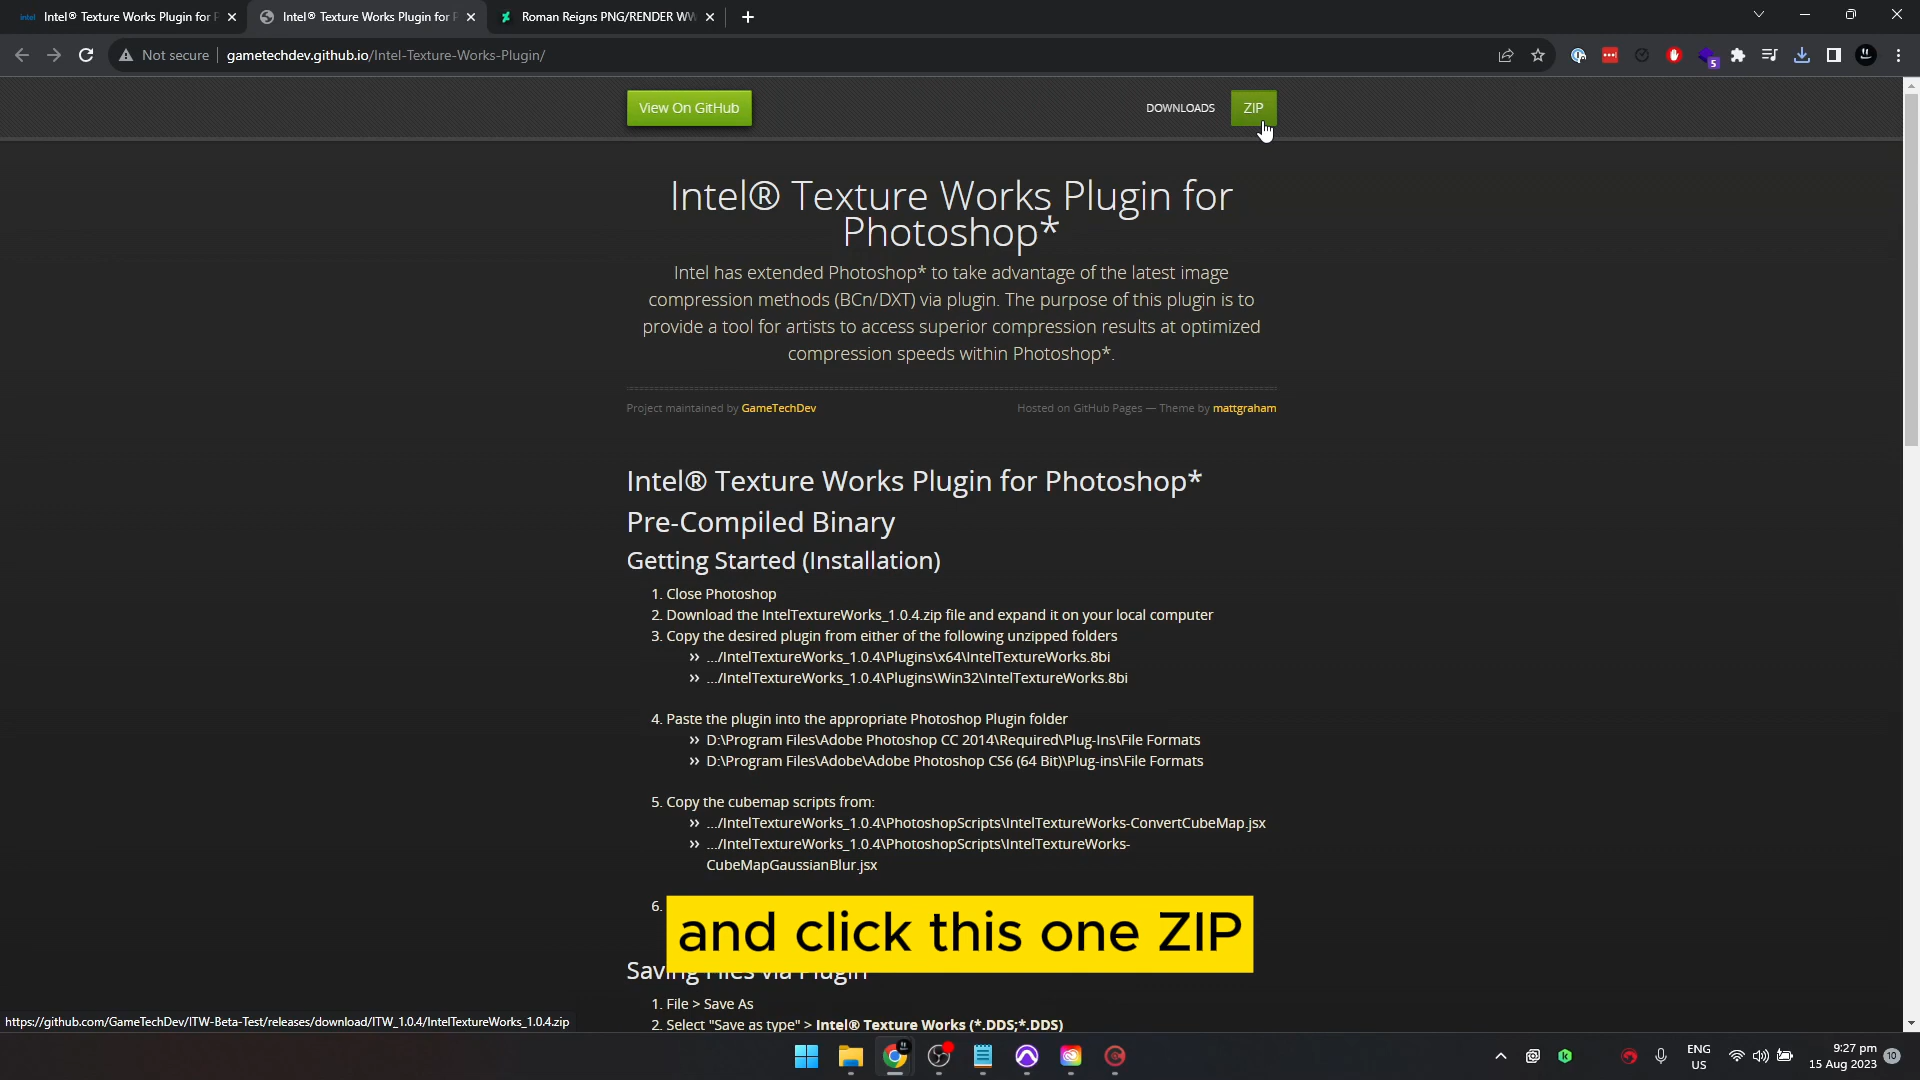 intel Intel® Texture Works Plugin for P
Intel® Texture Works Plugin for P
Roman Reigns PNG/RENDER WW
Not secure
gametechdev.github.io/Intel-Texture-Works-Plugin/
5
View On GitHub
DOWNLOADS
ZIP
Intel® Texture Works Plugin for
Photoshop*
Intel has extended Photoshop* to take advantage of the latest image
compression methods (BCn/DXT) via plugin. The purpose of this plugin is to
provide a tool for artists to access superior compression results at optimized
compression speeds within Photoshop*.
Project maintained by GameTechDev
Hosted on GitHub Pages — Theme by mattgraham
Intel® Texture Works Plugin for Photoshop*
Pre-Compiled Binary
Getting Started (Installation)
1. Close Photoshop
2. Download the IntelTextureWorks_1.0.4.zip file and expand it on your local computer
3. Copy the desired plugin from either of the following unzipped folders
›› .../IntelTextureWorks_1.0.4\Plugins\x64\IntelTextureWorks.8bi
›› .../IntelTextureWorks_1.0.4\Plugins\Win32\IntelTextureWorks.8bi
4. Paste the plugin into the appropriate Photoshop Plugin folder
›› D:\Program Files\Adobe Photoshop CC 2014\Required\Plug-Ins\File Formats
›› D:\Program Files\Adobe\Adobe Photoshop CS6 (64 Bit)\Plug-ins\File Formats
5. Copy the cubemap scripts from:
›› .../IntelTextureWorks_1.0.4\PhotoshopScripts\IntelTextureWorks-ConvertCubeMap.jsx
›› .../IntelTextureWorks_1.0.4\PhotoshopScripts\IntelTextureWorks-
CubeMapGaussianBlur.jsx
6.
and click this one ZIP
Saving Files via Plugin
1. File > Save As
2. Select "Save as type" > Intel® Texture Works (*.DDS;*.DDS)
https://github.com/GameTechDev/ITW-Beta-Test/releases/download/ITW_1.0.4/IntelTextureWorks_1.0.4.zip
ENG
US
9:27 pm
15 Aug 2023
10